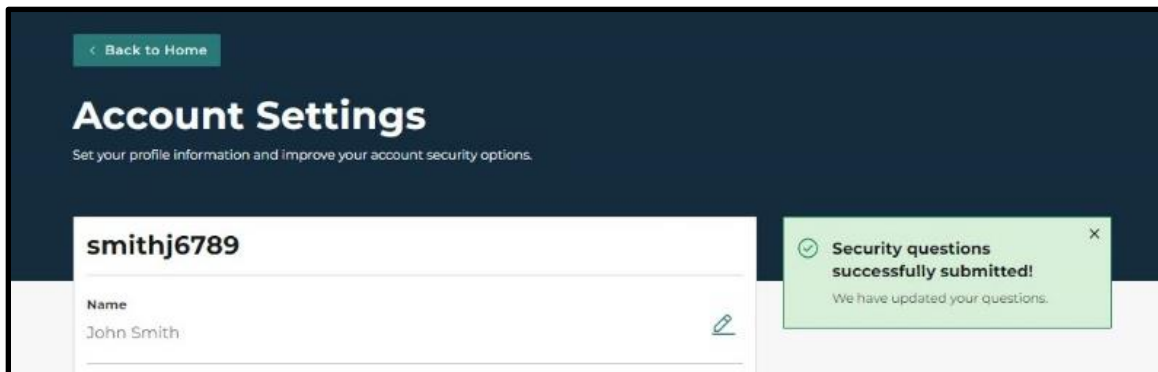 Back to Home
Account Settings
Set your profile information and improve your account security options.
smithj6789
Name
John Smith
Security questions
successfully submitted!
We have updated your questions.